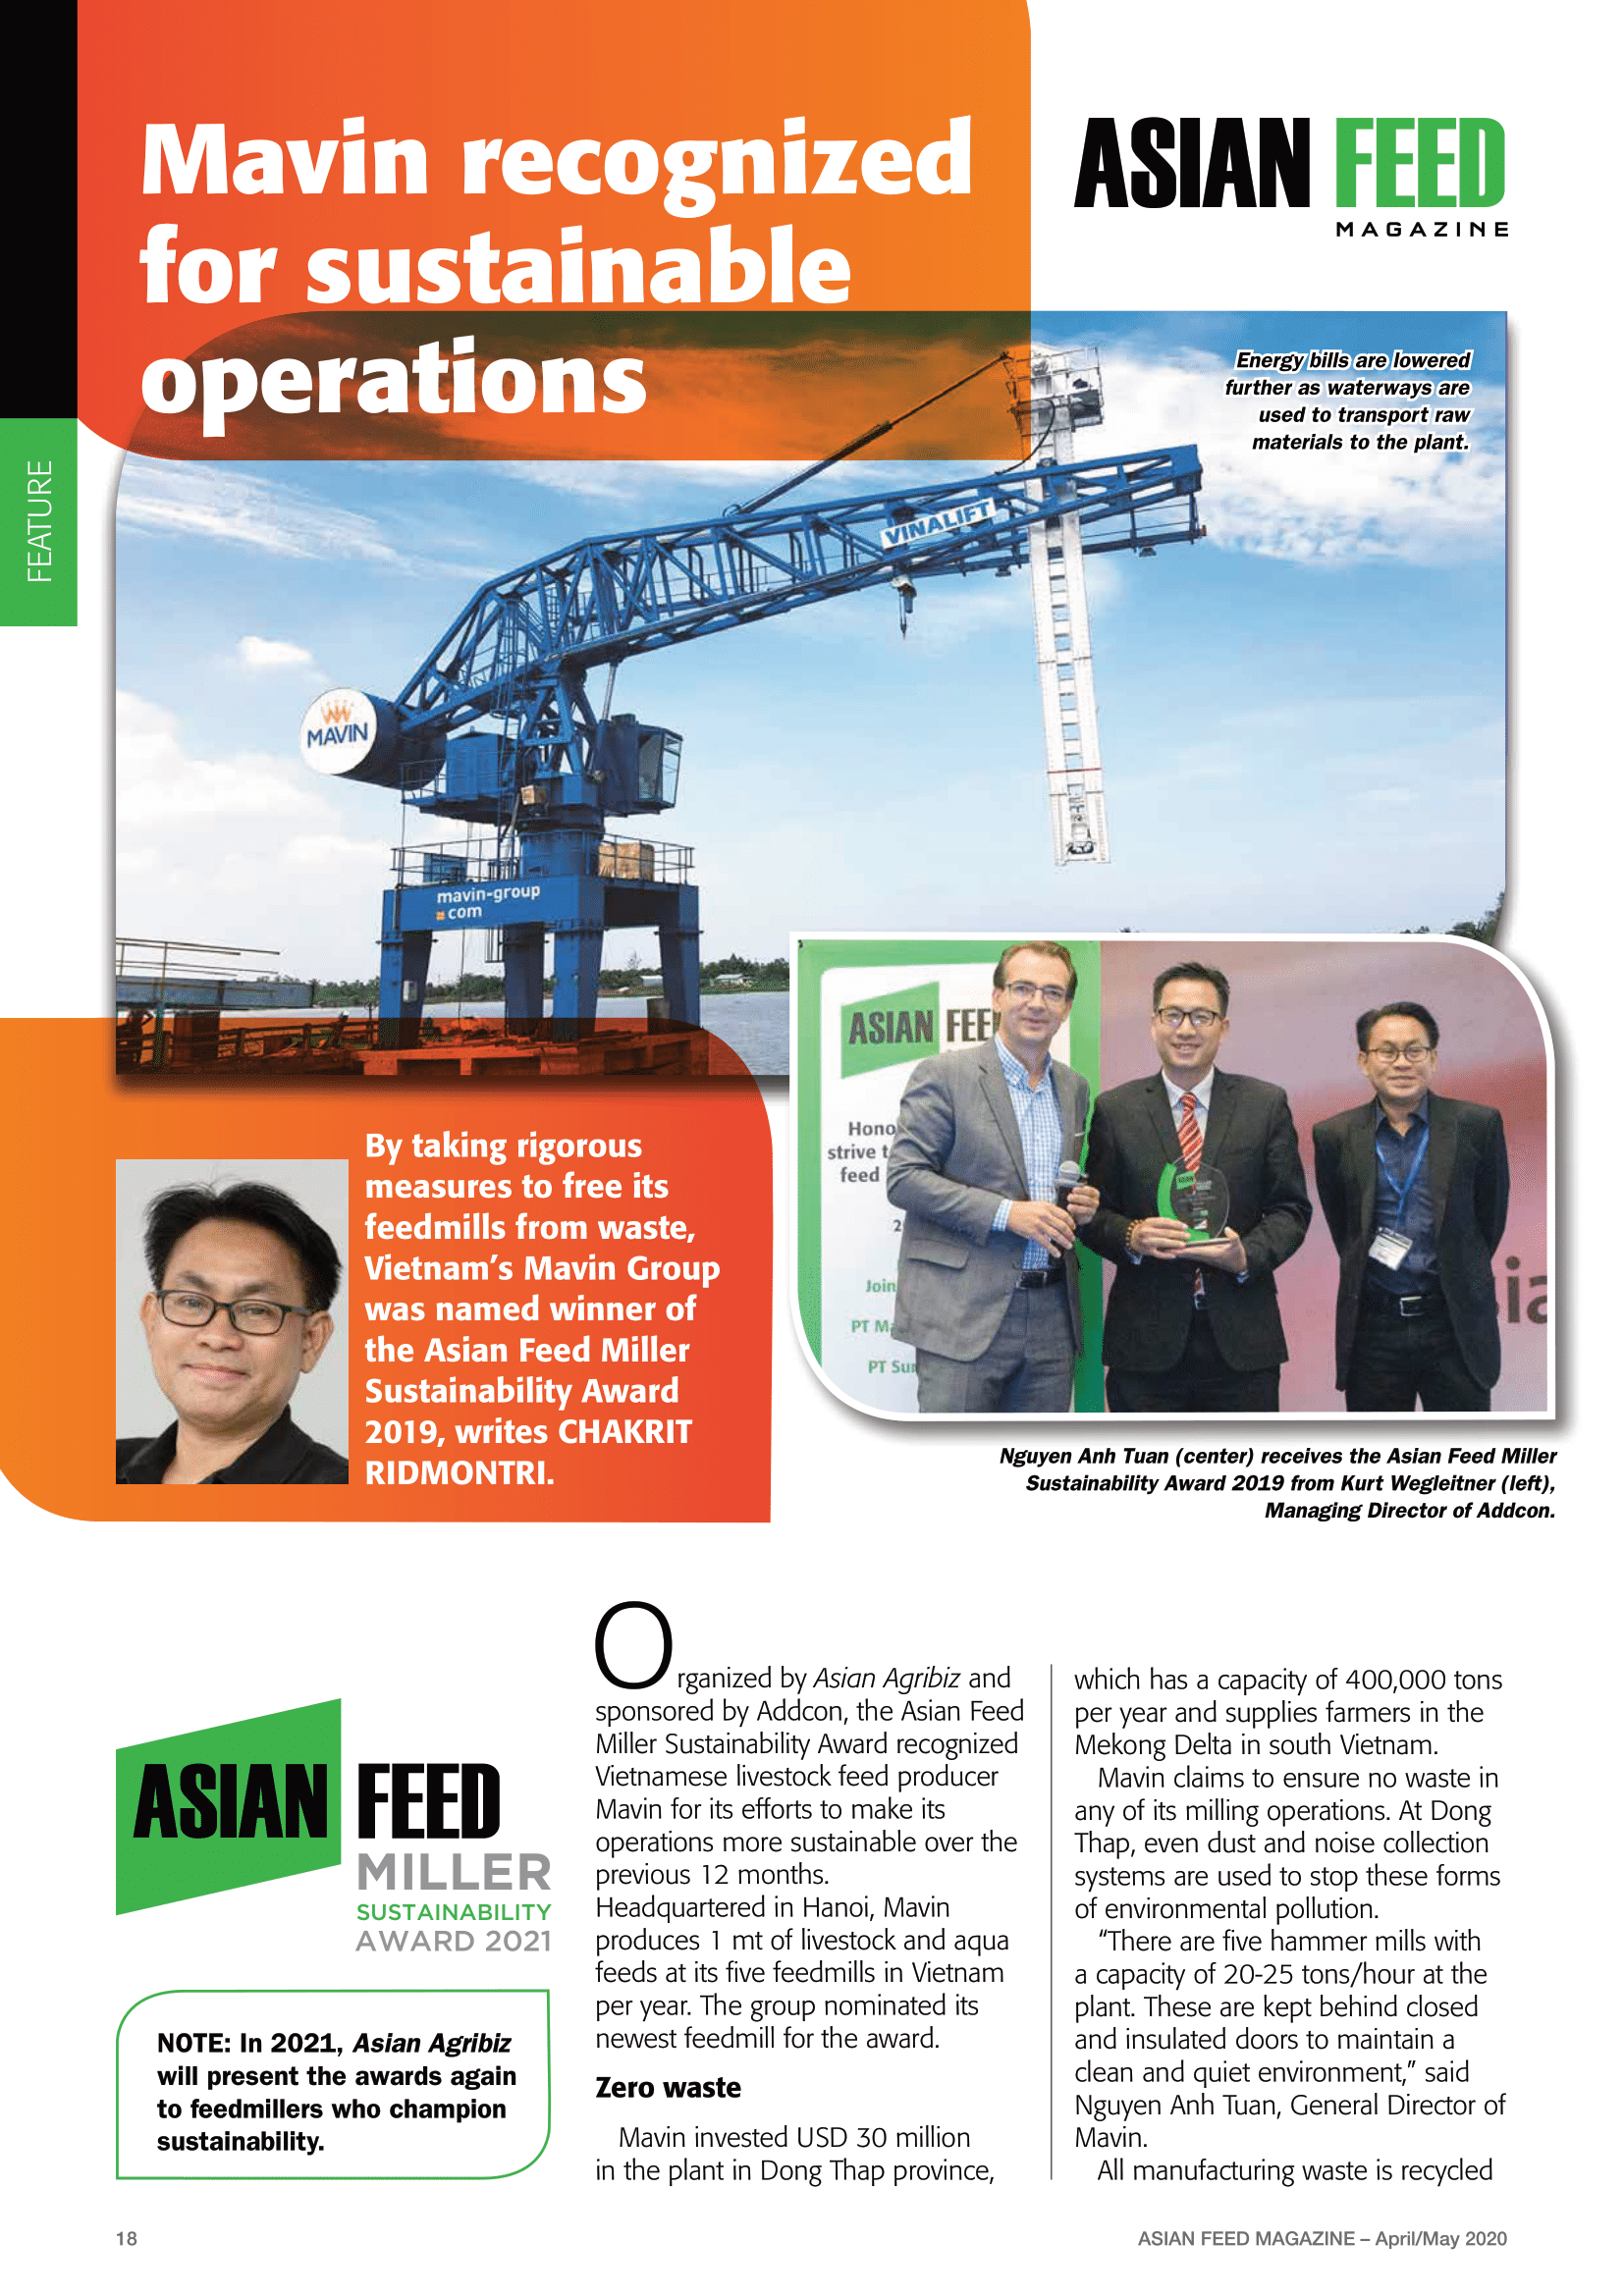 Mavin recognized
for sustainable
operations
ASIAN FEED
MAGAZINE
FEATURE
Energy bills are lowered
further as waterways are
used to transport raw
materials to the plant.
VINALIFT
MAVIN
mavin-group
com
ASIAN FEE
Hono
strive t
feed
2
Join
PT Ma
PT Sur
ASIAN
sia
By taking rigorous
measures to free its
feedmills from waste,
Vietnam's Mavin Group
was named winner of
the Asian Feed Miller
Sustainability Award
2019, writes CHAKRIT
RIDMONTRI.
Nguyen Anh Tuan (center) receives the Asian Feed Miller
Sustainability Award 2019 from Kurt Wegleitner (left),
Managing Director of Addcon.
ASIAN FEED
MILLER
SUSTAINABILITY
AWARD 2021
NOTE: In 2021, Asian Agribiz
will present the awards again
to feedmillers who champion
sustainability.
Organized by Asian Agribiz and
sponsored by Addcon, the Asian Feed
Miller Sustainability Award recognized
Vietnamese livestock feed producer
Mavin for its efforts to make its
operations more sustainable over the
previous 12 months.
Headquartered in Hanoi, Mavin
produces 1 mt of livestock and aqua
feeds at its five feedmills in Vietnam
per year. The group nominated its
newest feedmill for the award.
Zero waste
Mavin invested USD 30 million
in the plant in Dong Thap province,
which has a capacity of 400,000 tons
per year and supplies farmers in the
Mekong Delta in south Vietnam.
Mavin claims to ensure no waste in
any of its milling operations. At Dong
Thap, even dust and noise collection
systems are used to stop these forms
of environmental pollution.
“There are five hammer mills with
a capacity of 20-25 tons/hour at the
plant. These are kept behind closed
and insulated doors to maintain a
clean and quiet environment,” said
Nguyen Anh Tuan, General Director of
Mavin.
All manufacturing waste is recycled
18
ASIAN FEED MAGAZINE – April/May 2020